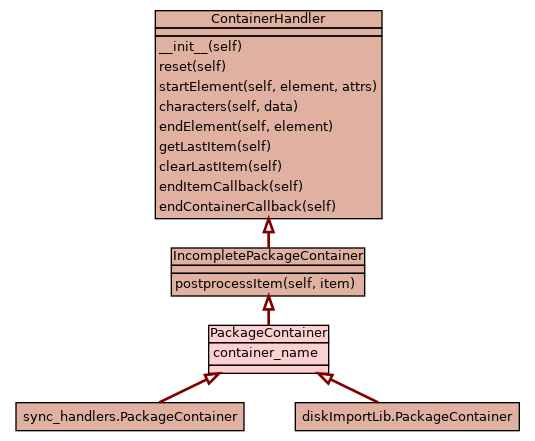 ContainerHandler
__init__(self)
reset(self)
startElement(self, element, attrs)
characters(self, data)
endElement(self, element)
getLastItem(self)
clearLastItem(self)
endItemCallback(self)
endContainerCallback(self)
IncompletePackageContainer
postprocessItem(self, item)
PackageContainer
container_name
sync_handlers.PackageContainer
diskImportLib.PackageContainer